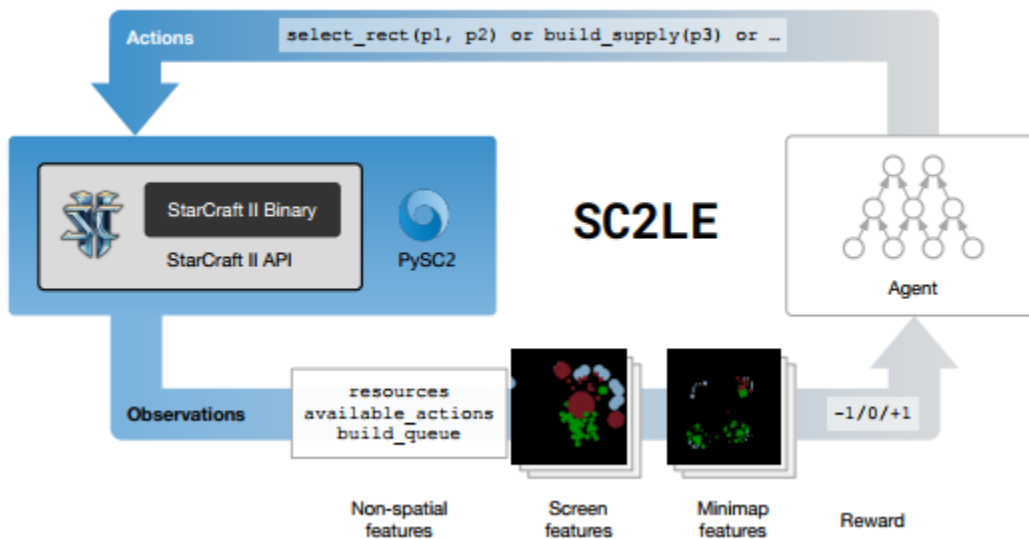 Actions
select_rect(p1, p2) or build_supply(p3) or …
StarCraft II Binary
StarCraft II API
PySC2
SC2LE
Agent
Observations
resources
available_actions
build_queue
-1/0/+1
Non-spatial
features
Screen
features
Minimap
features
Reward